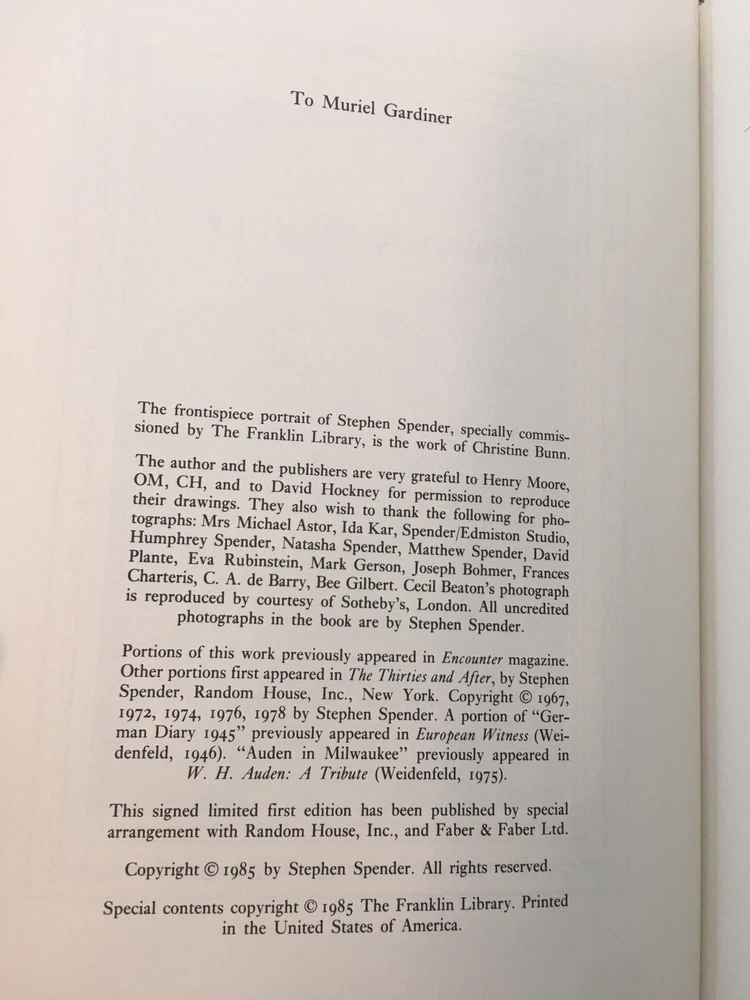 To Muriel Gardiner
The frontispiece portrait of Stephen Spender, specially commis-
sioned by The Franklin Library, is the work of Christine Bunn.
The author and the publishers are very grateful to Henry Moore,
OM, CH, and to David Hockney for permission to reproduce
their drawings. They also wish to thank the following for pho-
tographs: Mrs Michael Astor, Ida Kar, Spender/Edmiston Studio,
Humphrey Spender, Natasha Spender, Matthew Spender, David
Plante, Eva Rubinstein, Mark Gerson, Joseph Bohmer, Frances
Charteris, C. A. de Barry, Bee Gilbert. Cecil Beaton's photograph
is reproduced by courtesy of Sotheby's, London. All uncredited
photographs in the book are by Stephen Spender.
Portions of this work previously appeared in Encounter magazine.
Other portions first appeared in The Thirties and After, by Stephen
Spender, Random House, Inc., New York. Copyright © 1967,
1972, 1974, 1976, 1978 by Stephen Spender. A portion of "Ger-
man Diary 1945" previously appeared in European Witness (Wei-
denfeld, 1946). "Auden in Milwaukee" previously appeared in
W. H. Auden: A Tribute (Weidenfeld, 1975).
This signed limited first edition has been published by special
arrangement with Random House, Inc., and Faber & Faber Ltd.
Copyright © 1985 by Stephen Spender. All rights reserved.
Special contents copyright © 1985 The Franklin Library. Printed
in the United States of America.